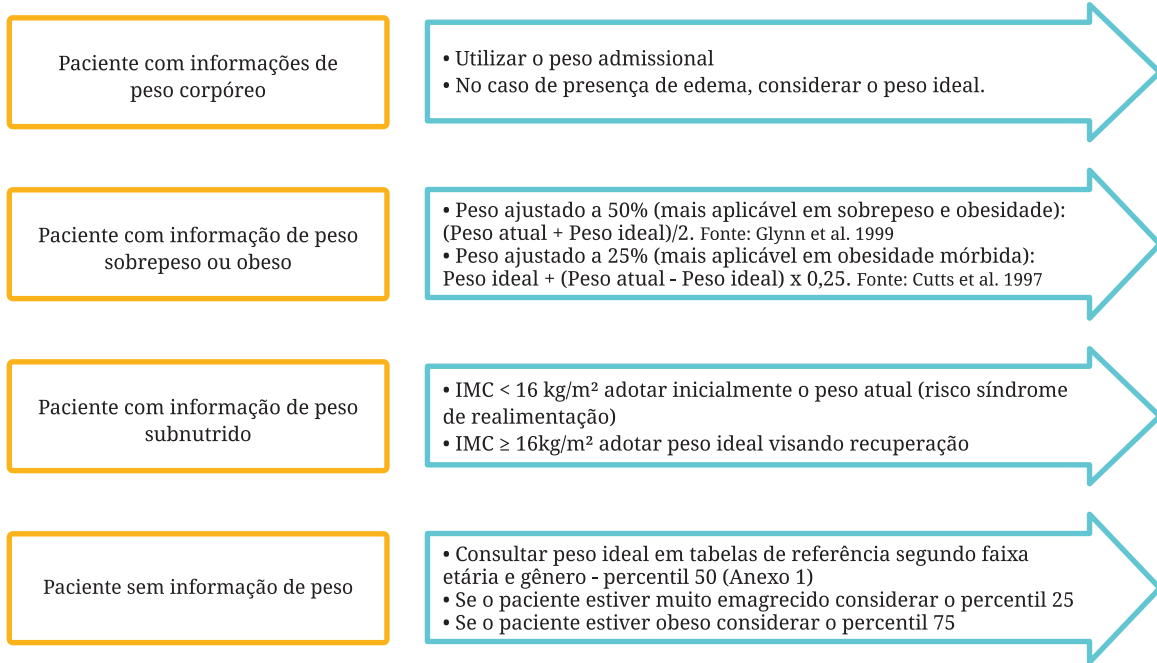 Paciente com informações de
peso corpóreo
• Utilizar o peso admissional
• No caso de presença de edema, considerar o peso ideal.
Paciente com informação de peso
sobrepeso ou obeso
• Peso ajustado a 50% (mais aplicável em sobrepeso e obesidade):
(Peso atual + Peso ideal)/2. Fonte: Glynn et al. 1999
• Peso ajustado a 25% (mais aplicável em obesidade mórbida):
Peso ideal + (Peso atual - Peso ideal) x 0,25. Fonte: Cutts et al. 1997
Paciente com informação de peso
subnutrido
• IMC < 16 kg/m² adotar inicialmente o peso atual (risco síndrome
de realimentação)
• IMC ≥ 16kg/m² adotar peso ideal visando recuperação
Paciente sem informação de peso
• Consultar peso ideal em tabelas de referência segundo faixa
etária e gênero - percentil 50 (Anexo 1)
• Se o paciente estiver muito emagrecido considerar o percentil 25
• Se o paciente estiver obeso considerar o percentil 75